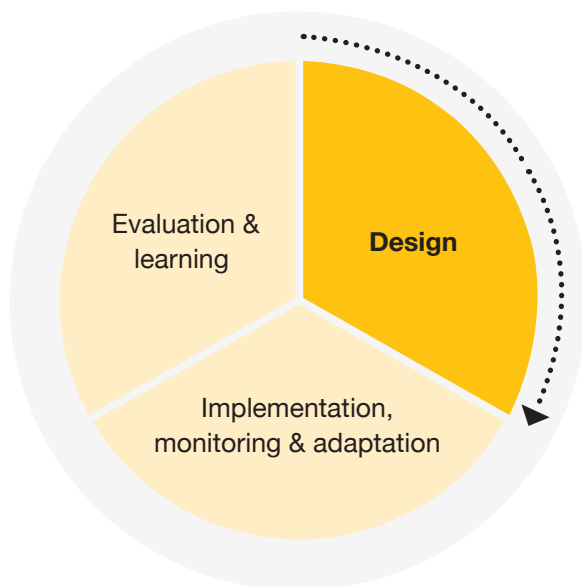 Evaluation &
learning
Design
Implementation,
monitoring & adaptation